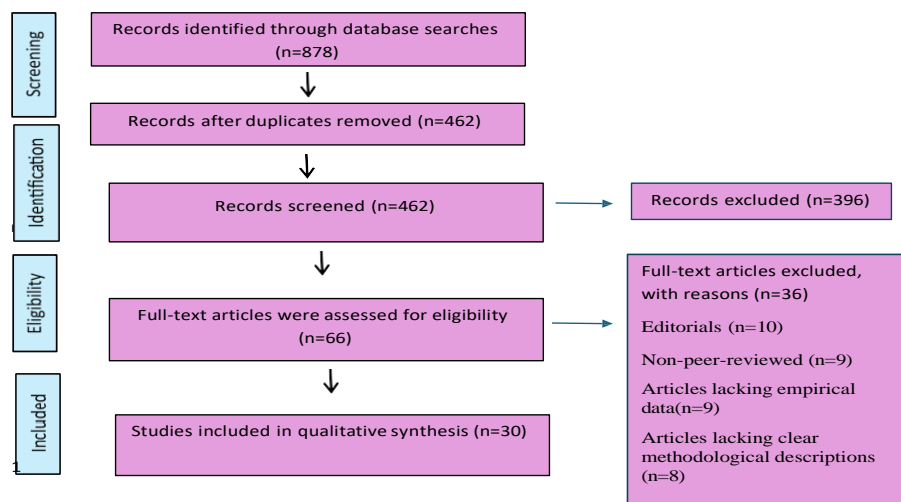 Screening
Records identified through database searches
(n=878)
Records after duplicates removed (n=462)
Identification
Records screened (n=462)
Records excluded (n=396)
Eligibility
Full-text articles were assessed for eligibility
(n=66)
Full-text articles excluded,
with reasons (n=36)
Editorials (n=10)
Non-peer-reviewed (n=9)
Articles lacking empirical
data(n=9)
Articles lacking clear
methodological descriptions
(n=8)
Included
Studies included in qualitative synthesis (n=30)
1